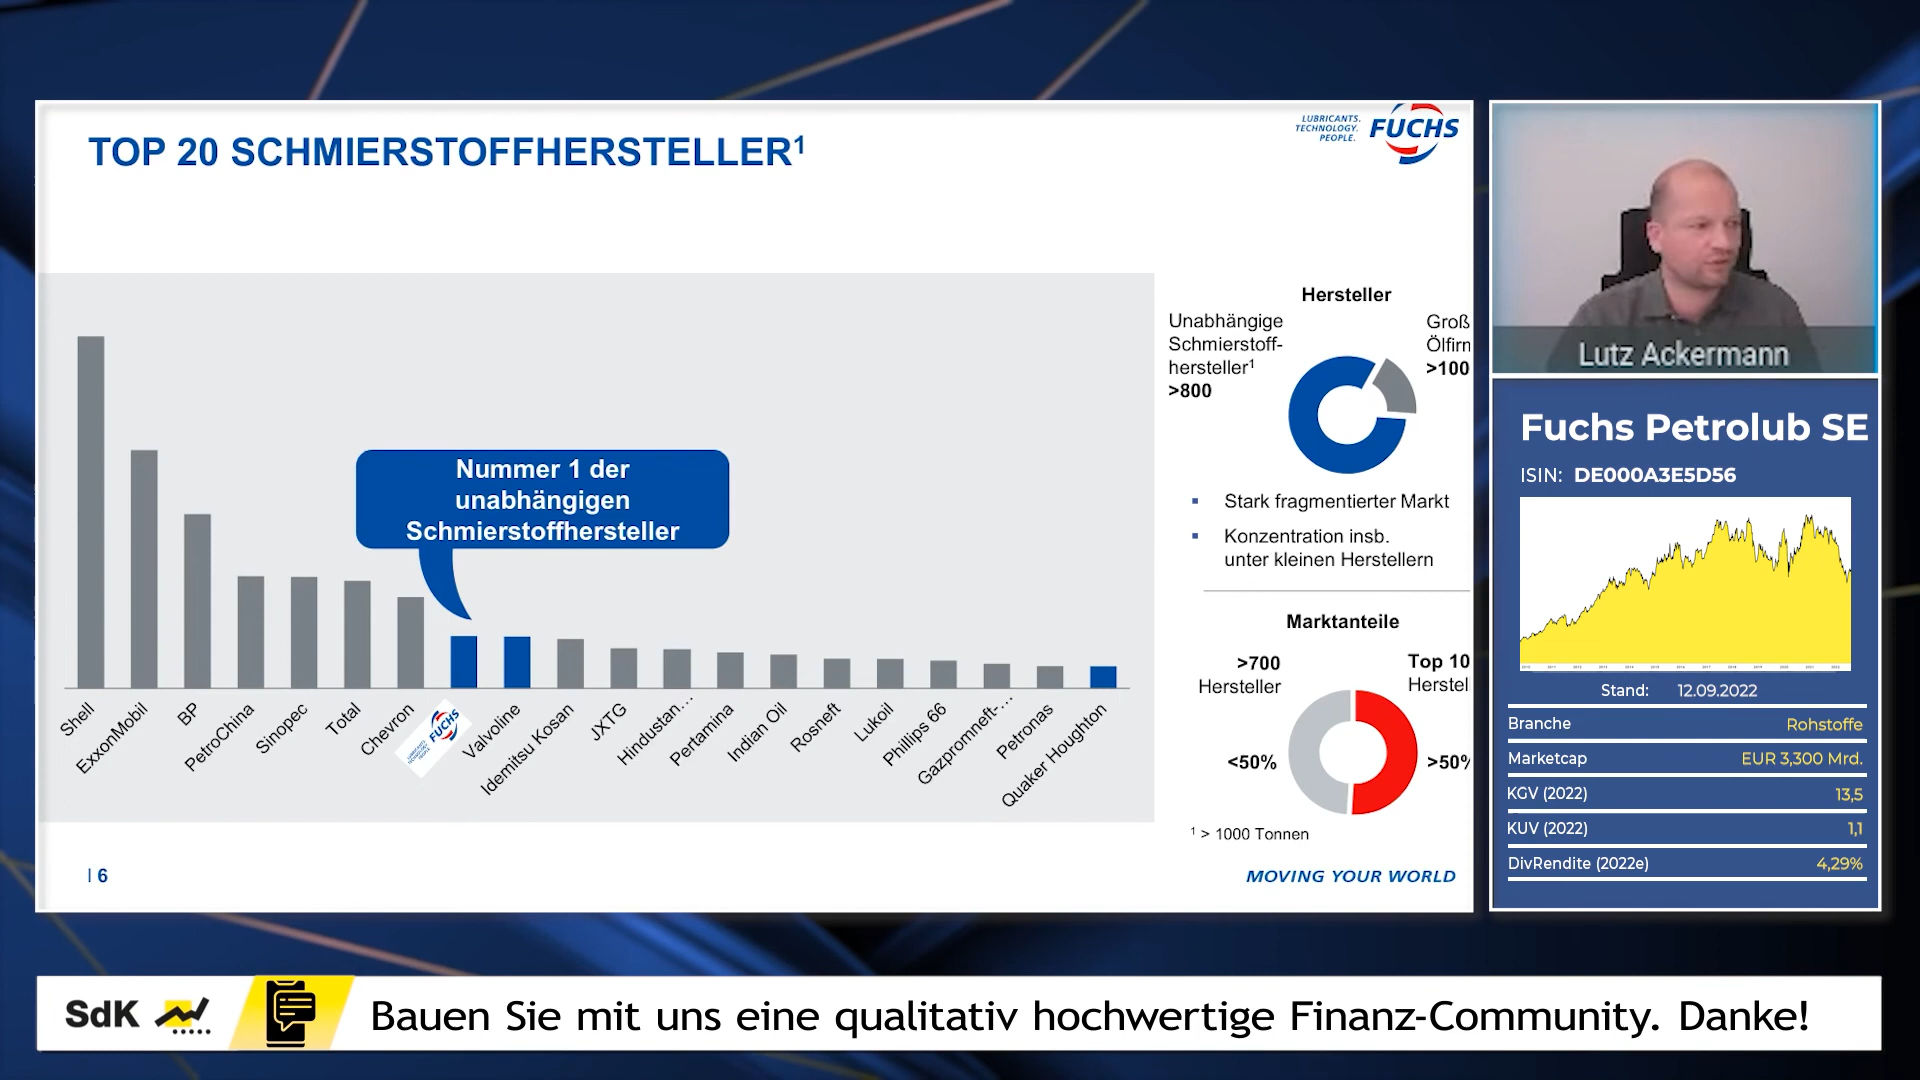 TOP 20 SCHMIERSTOFFHERSTELLER¹
LUBRICANTS.
TECHNOLOGY.
PEOPLE.
FUCHS
Nummer 1 der
unabhängigen
Schmierstoffhersteller
Shell
ExxonMobil
BP
PetroChina
Sinopec
Total
Chevron
FUCHS
Valvoline
Idemitsu Kosan
JXTG
Hindustan…
Pertamina
Indian Oil
Rosneft
Lukoil
Phillips 66
Gazpromneft-…
Petronas
Quaker Houghton
Hersteller
Unabhängige
Schmierstoff-
hersteller¹
>800
Groß
Ölfirn
>100
▪ Stark fragmentierter Markt
▪ Konzentration insb.
unter kleinen Herstellern
Marktanteile
>700
Hersteller
Top 10
Herstel
<50%
>50%
¹ > 1000 Tonnen
| 6
MOVING YOUR WORLD
Lutz Ackermann
Fuchs Petrolub SE
ISIN: DE000A3E5D56
Stand: 12.09.2022
Branche Rohstoffe
Marketcap EUR 3,300 Mrd.
KGV (2022) 13,5
KUV (2022) 1,1
DivRendite (2022e) 4,29%
SdK
Bauen Sie mit uns eine qualitativ hochwertige Finanz-Community. Danke!